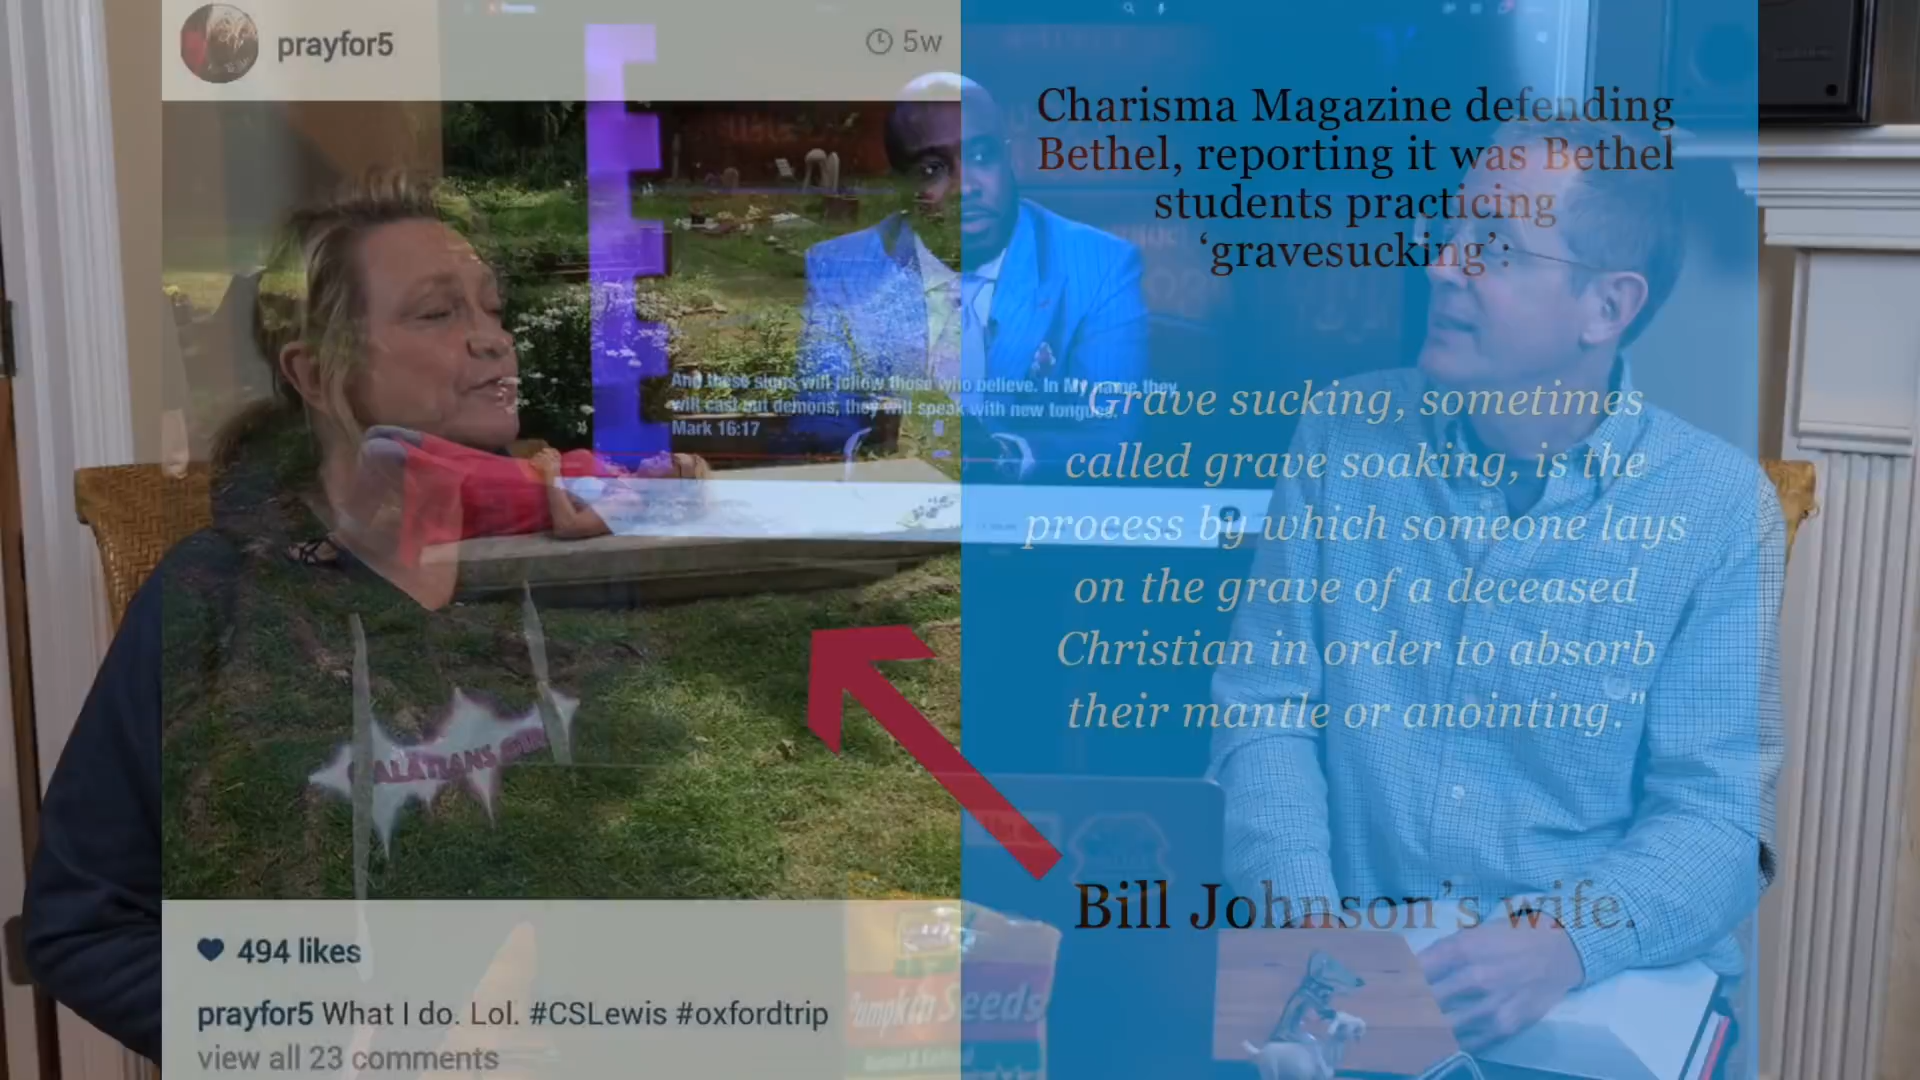 prayfor5
5w
Charisma Magazine defending
Bethel, reporting it was Bethel
students practicing
‘gravesucking’:
And these signs will follow those who believe. In My name they
will cast out demons, they will speak with new tongues,
Mark 16:17
Grave sucking, sometimes
called grave soaking, is the
process by which someone lays
on the grave of a deceased
Christian in order to absorb
their mantle or anointing."
GALATIANS
Bill Johnson’s wife.
494 likes
prayfor5 What I do. Lol. #CSLewis #oxfordtrip
view all 23 comments
Pumpkin Seeds